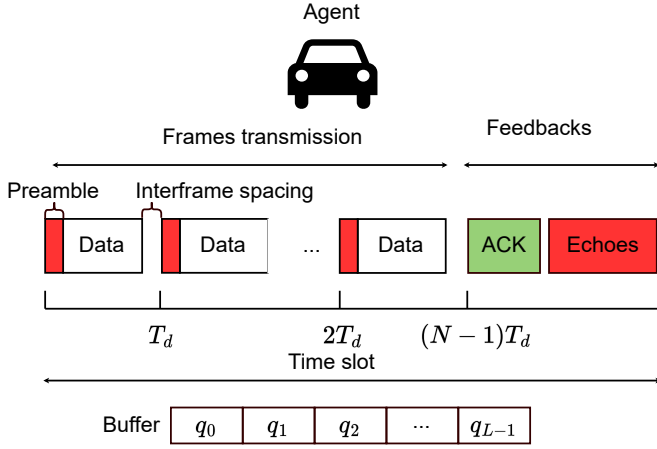 Agent
Frames transmission
Feedbacks
Preamble
Interframe spacing
Data
Data
...
Data
ACK
Echoes
T_d
2T_d
(N − 1)T_d
Time slot
Buffer q_0 q_1 q_2 ... q_{L−1}